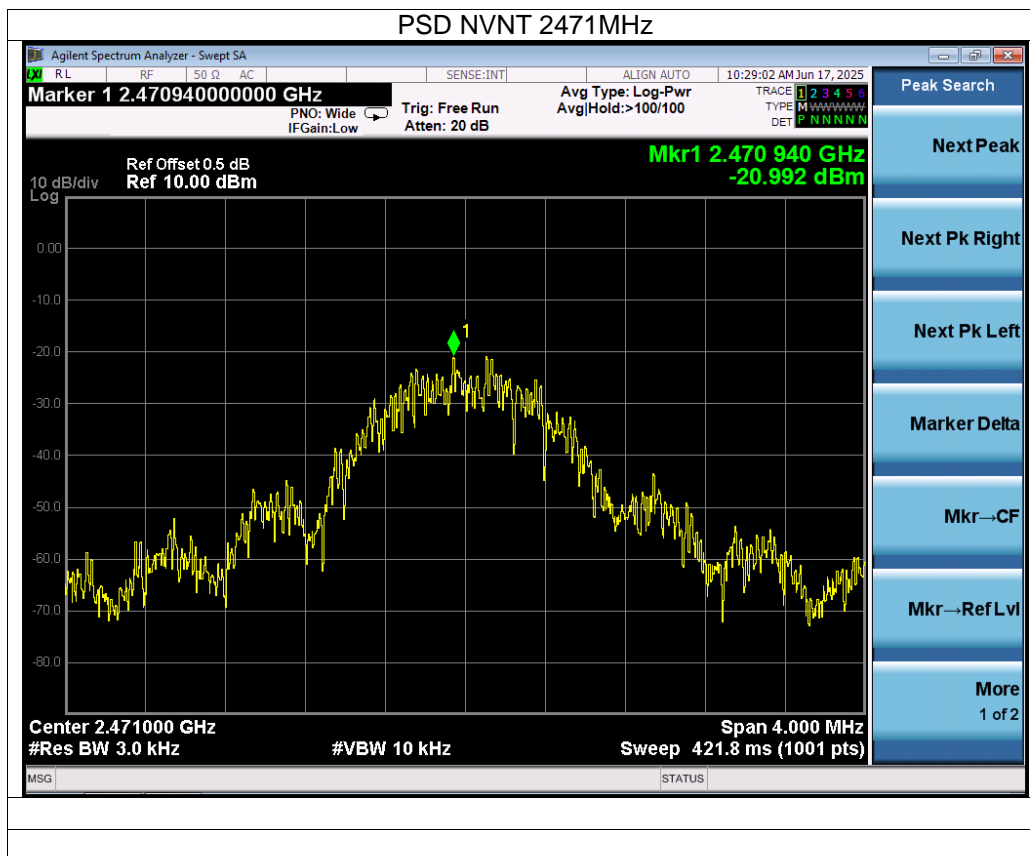 PSD NVNT 2471MHz
Agilent Spectrum Analyzer - Swept SA
LXI RL RF 50 Ω AC SENSE:INT ALIGN AUTO 10:29:02 AM Jun 17, 2025
Marker 1 2.470940000000 GHz
PNO: Wide
IFGain:Low
Trig: Free Run
Atten: 20 dB
Avg Type: Log-Pwr
Avg|Hold:>100/100
TRACE 1 2 3 4 5 6
TYPE M WWWWW
DET P N N N N N
Mkr1 2.470 940 GHz
-20.992 dBm
Ref Offset 0.5 dB
10 dB/div Ref 10.00 dBm
Log
0.00
-10.0
-20.0
-30.0
-40.0
-50.0
-60.0
-70.0
-80.0
1
Center 2.471000 GHz Span 4.000 MHz
#Res BW 3.0 kHz #VBW 10 kHz Sweep 421.8 ms (1001 pts)
MSG STATUS
Peak Search
Next Peak
Next Pk Right
Next Pk Left
Marker Delta
Mkr→CF
Mkr→Ref Lvl
More
1 of 2